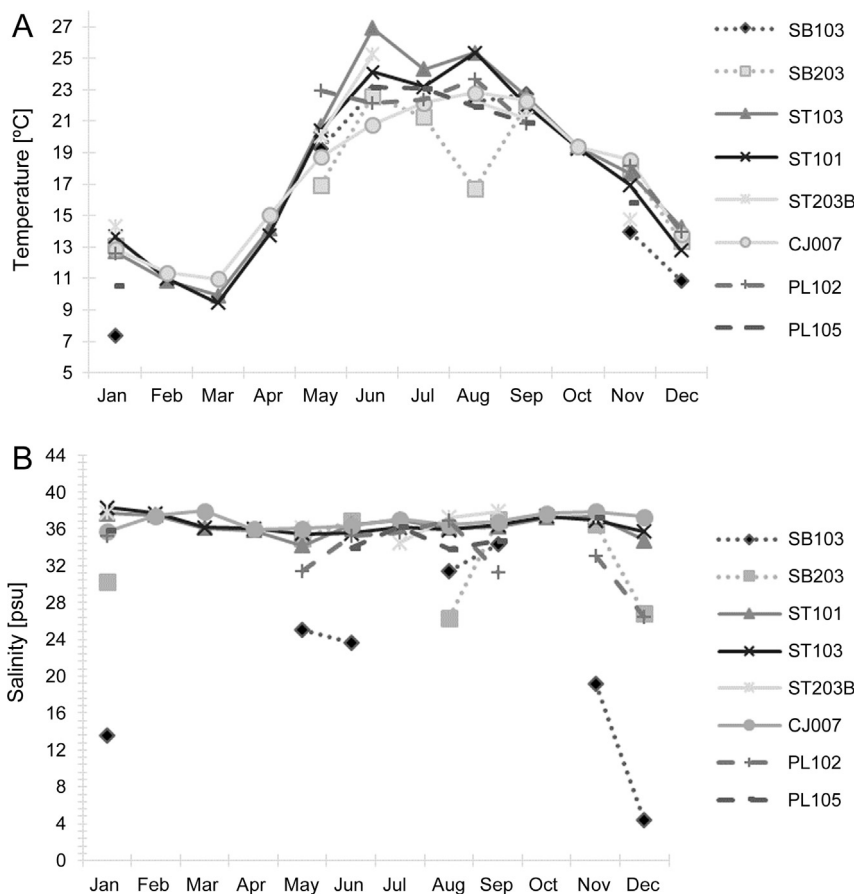 A
Temperature [ºC]
27
25
23
21
19
17
15
13
11
9
7
5
Jan Feb Mar Apr May Jun Jul Aug Sep Oct Nov Dec
SB103
SB203
ST103
ST101
ST203B
CJ007
PL102
PL105
B
Salinity [psu]
44
40
36
32
28
24
20
16
12
8
4
0
Jan Feb Mar Apr May Jun Jul Aug Sep Oct Nov Dec
SB103
SB203
ST101
ST103
ST203B
CJ007
PL102
PL105